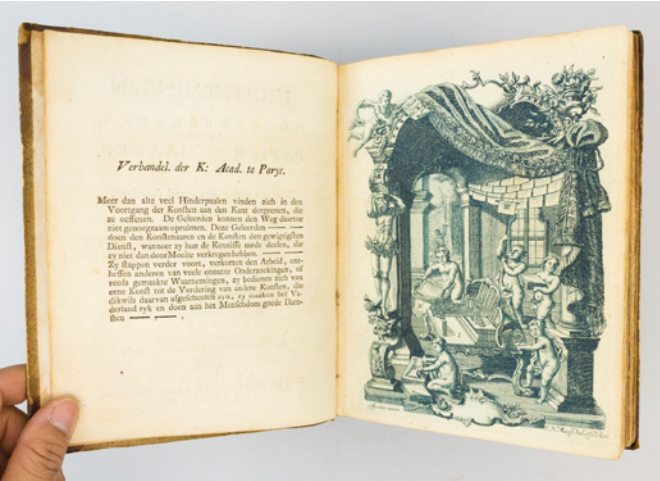 Verhandel. der K: Acad. te Parys.
Meer dan alte veel Hinderpaalen vinden zich in den
Voortgang der Konsten aan den Kant dergreenen, die
ze oeffenen. De Geleerden konnen den Weg daartoe
niet genoegzaam opruimen. Deze Geleerden —— ——
doen den Konstenaaren en de Konsten den gewigtigsten
Dienst, wanneer zy hun de Kennisse mede deelen, die
zy niet dan door Moeite verkregen hebben. ——
Zy stappen verder voort, verkorten den Arbeid, ont-
heffen anderen van veele onnutte Onderzoekingen, of
reeds gemaakte Waarneemingen, zy bedienen zich van
eene Konst tot de Vordering van andere Konsten, die
dikwils daarvan afgescheiden zyn, zy maaken het Va-
derland ryk en doen aan het Menschdom goede Dien-
sten —— —— .